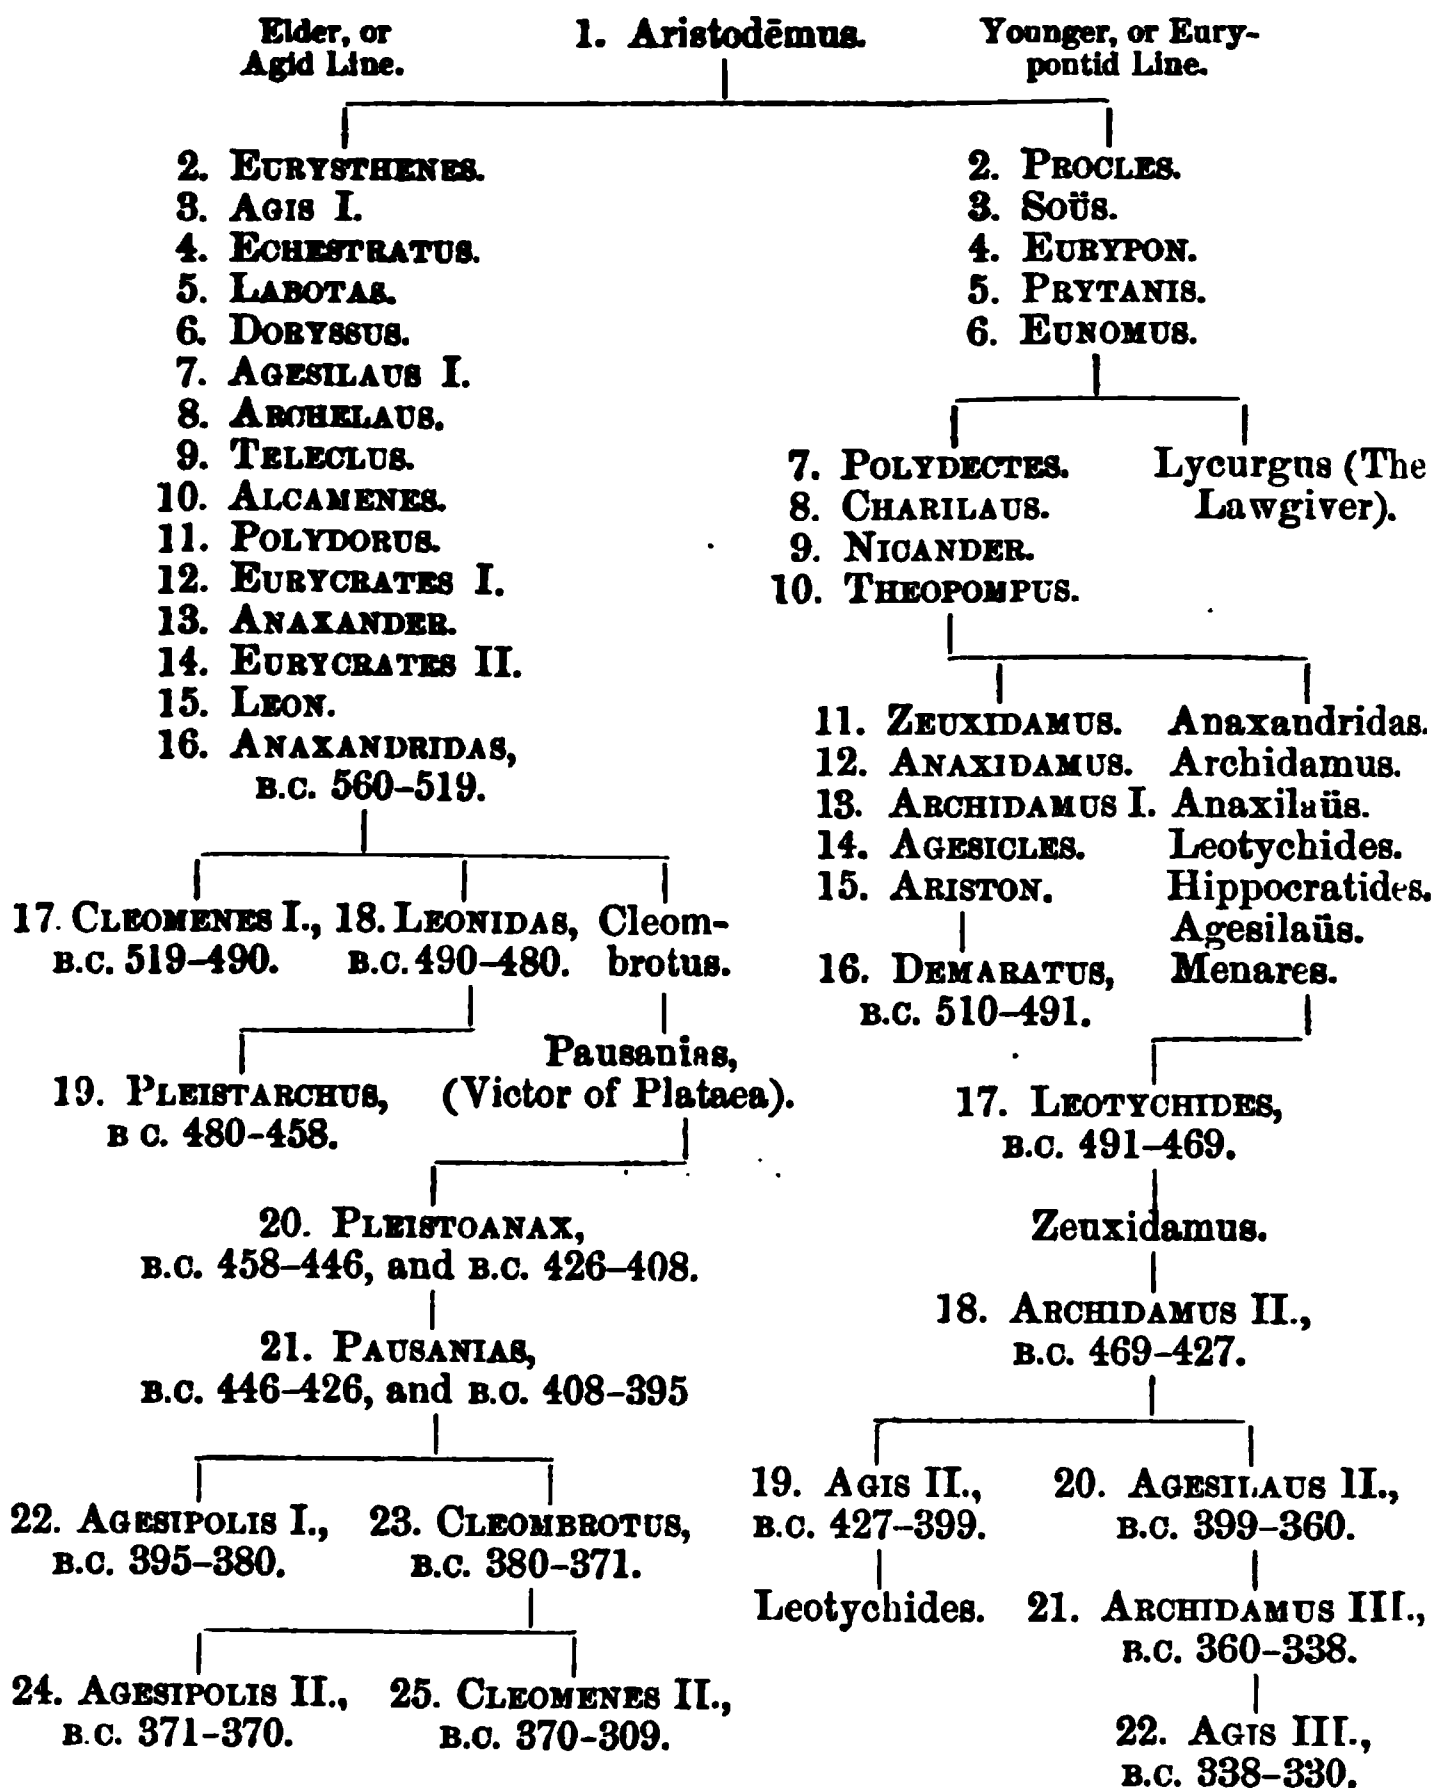 Elder, or
Agid Line.
1. Aristodēmus.
Younger, or Eury-
pontid Line.
2. EURYSTHENES.
3. AGIS I.
4. ECHESTRATUS.
5. LABOTAS.
6. DORYSSUS.
7. AGESILAUS I.
8. ARCHELAUS.
9. TELECLUS.
10. ALCAMENES.
11. POLYDORUS.
12. EURYCRATES I.
13. ANAXANDER.
14. EURYCRATES II.
15. LEON.
16. ANAXANDRIDAS,
B.C. 560–519.
17. CLEOMENES I.,
B.C. 519–490.
18. LEONIDAS,
B.C. 490–480.
Cleom-
brotus.
19. PLEISTARCHUS,
B C. 480–458.
Pausanias,
(Victor of Plataea).
20. PLEISTOANAX,
B.C. 458–446, and B.C. 426–408.
21. PAUSANIAS,
B.C. 446–426, and B.C. 408–395
22. AGESIPOLIS I.,
B.C. 395–380.
23. CLEOMBROTUS,
B.C. 380–371.
24. AGESIPOLIS II.,
B.C. 371–370.
25. CLEOMENES II.,
B.C. 370–309.
2. PROCLES.
3. SOÜS.
4. EURYPON.
5. PRYTANIS.
6. EUNOMUS.
7. POLYDECTES.
8. CHARILAUS.
9. NICANDER.
10. THEOPOMPUS.
Lycurgus (The
Lawgiver).
11. ZEUXIDAMUS.
12. ANAXIDAMUS.
13. ARCHIDAMUS I.
14. AGESICLES.
15. ARISTON.
16. DEMARATUS,
B.C. 510–491.
Anaxandridas.
Archidamus.
Anaxilaüs.
Leotychides.
Hippocratides.
Agesilaüs.
Menares.
17. LEOTYCHIDES,
B.C. 491–469.
Zeuxidamus.
18. ARCHIDAMUS II.,
B.C. 469–427.
19. AGIS II.,
B.C. 427–399.
Leotychides.
20. AGESILAUS II.,
B.C. 399–360.
21. ARCHIDAMUS III.,
B.C. 360–338.
22. AGIS III.,
B.C. 338–330.